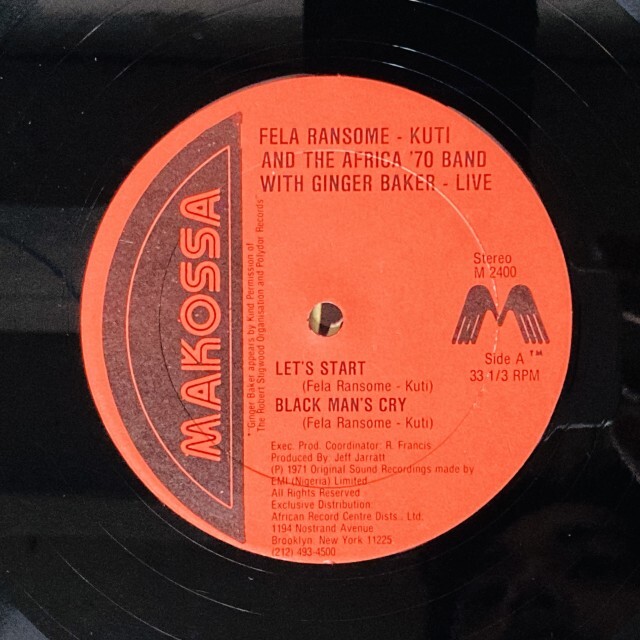 FELA RANSOME - KUTI
AND THE AFRICA '70 BAND
WITH GINGER BAKER - LIVE
MAKOSSA
"Ginger Baker appears by Kind Permission of
The Robert Stigwood Organisation and Polydor Records"
Stereo
M 2400
M
Side A ™
33 1/3 RPM
LET'S START
(Fela Ransome - Kuti)
BLACK MAN'S CRY
(Fela Ransome - Kuti)
Exec. Prod. Coordinator: R. Francis
Produced By: Jeff Jarratt
(P) 1971 Original Sound Recordings made by
EMI (Nigeria) Limited
All Rights Reserved
Exclusive Distribution:
African Record Centre Dists., Ltd.
1194 Nostrand Avenue
Brooklyn, New York 11225
(212) 493-4500